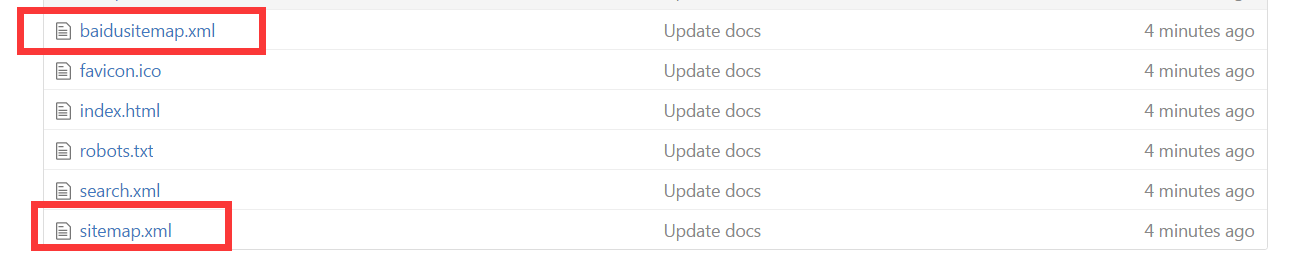 baidusitemap.xml Update docs 4 minutes ago
favicon.ico Update docs 4 minutes ago
index.html Update docs 4 minutes ago
robots.txt Update docs 4 minutes ago
search.xml Update docs 4 minutes ago
sitemap.xml Update docs 4 minutes ago